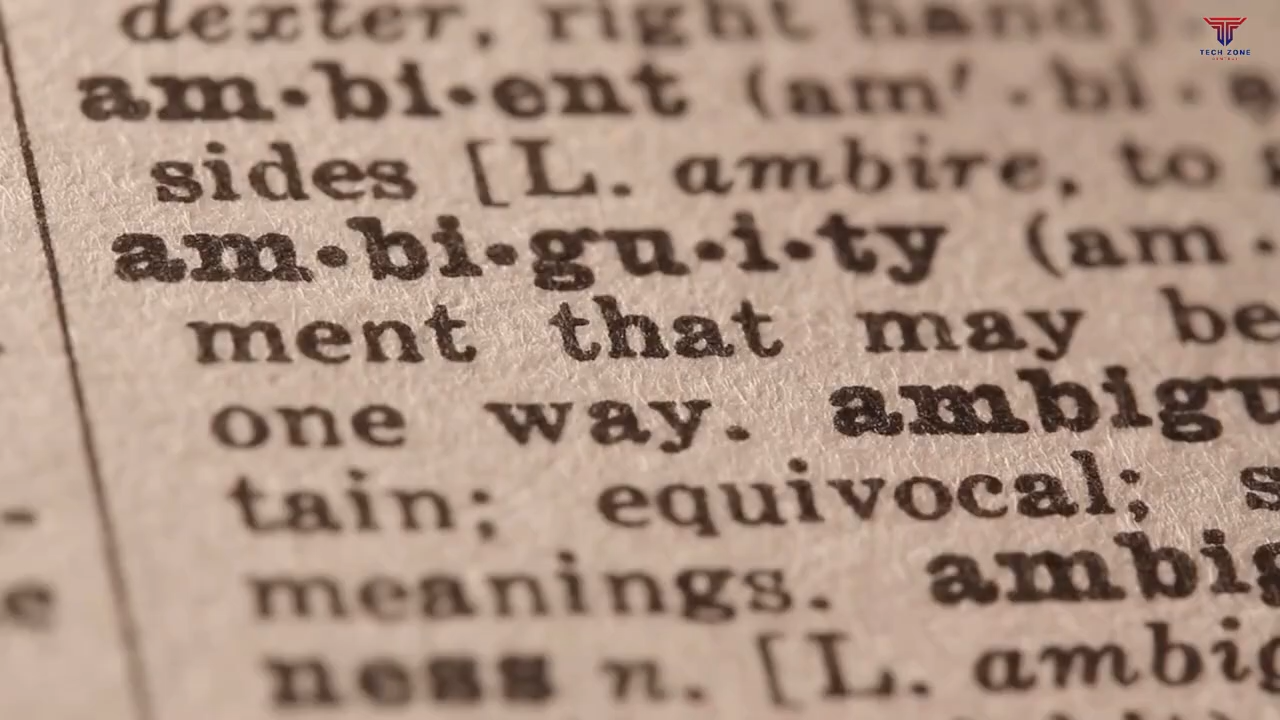 dexter, right hand].
TECH ZONE
am·bi·ent (am′·bi·e
sides [L. ambire, to
am·bi·gu·i·ty (am·
ment that may be
one way. ambigu
tain; equivocal; s
meanings. ambig
ness n. [L. ambig